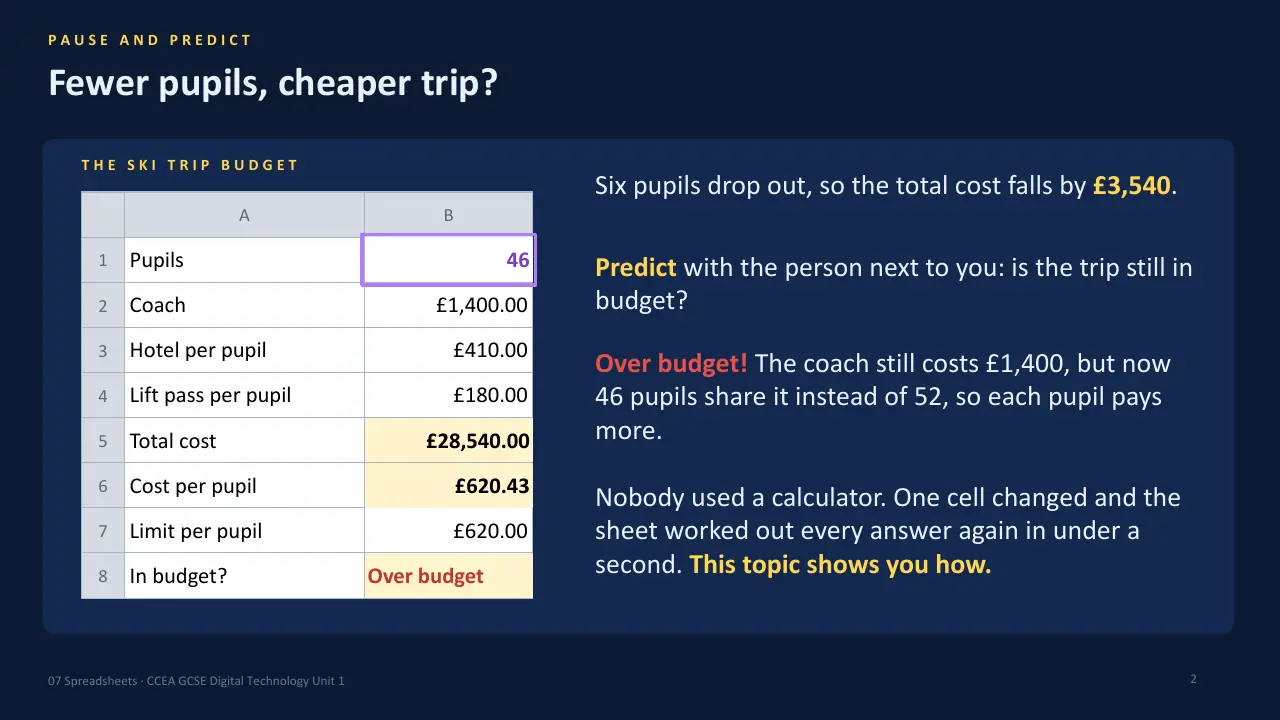 PAUSE AND PREDICT
Fewer pupils, cheaper trip?
THE SKI TRIP BUDGET
A B
1 Pupils 46
2 Coach £1,400.00
3 Hotel per pupil £410.00
4 Lift pass per pupil £180.00
5 Total cost £28,540.00
6 Cost per pupil £620.43
7 Limit per pupil £620.00
8 In budget? Over budget
Six pupils drop out, so the total cost falls by £3,540.
Predict with the person next to you: is the trip still in
budget?
Over budget! The coach still costs £1,400, but now
46 pupils share it instead of 52, so each pupil pays
more.
Nobody used a calculator. One cell changed and the
sheet worked out every answer again in under a
second. This topic shows you how.
07 Spreadsheets · CCEA GCSE Digital Technology Unit 1
2